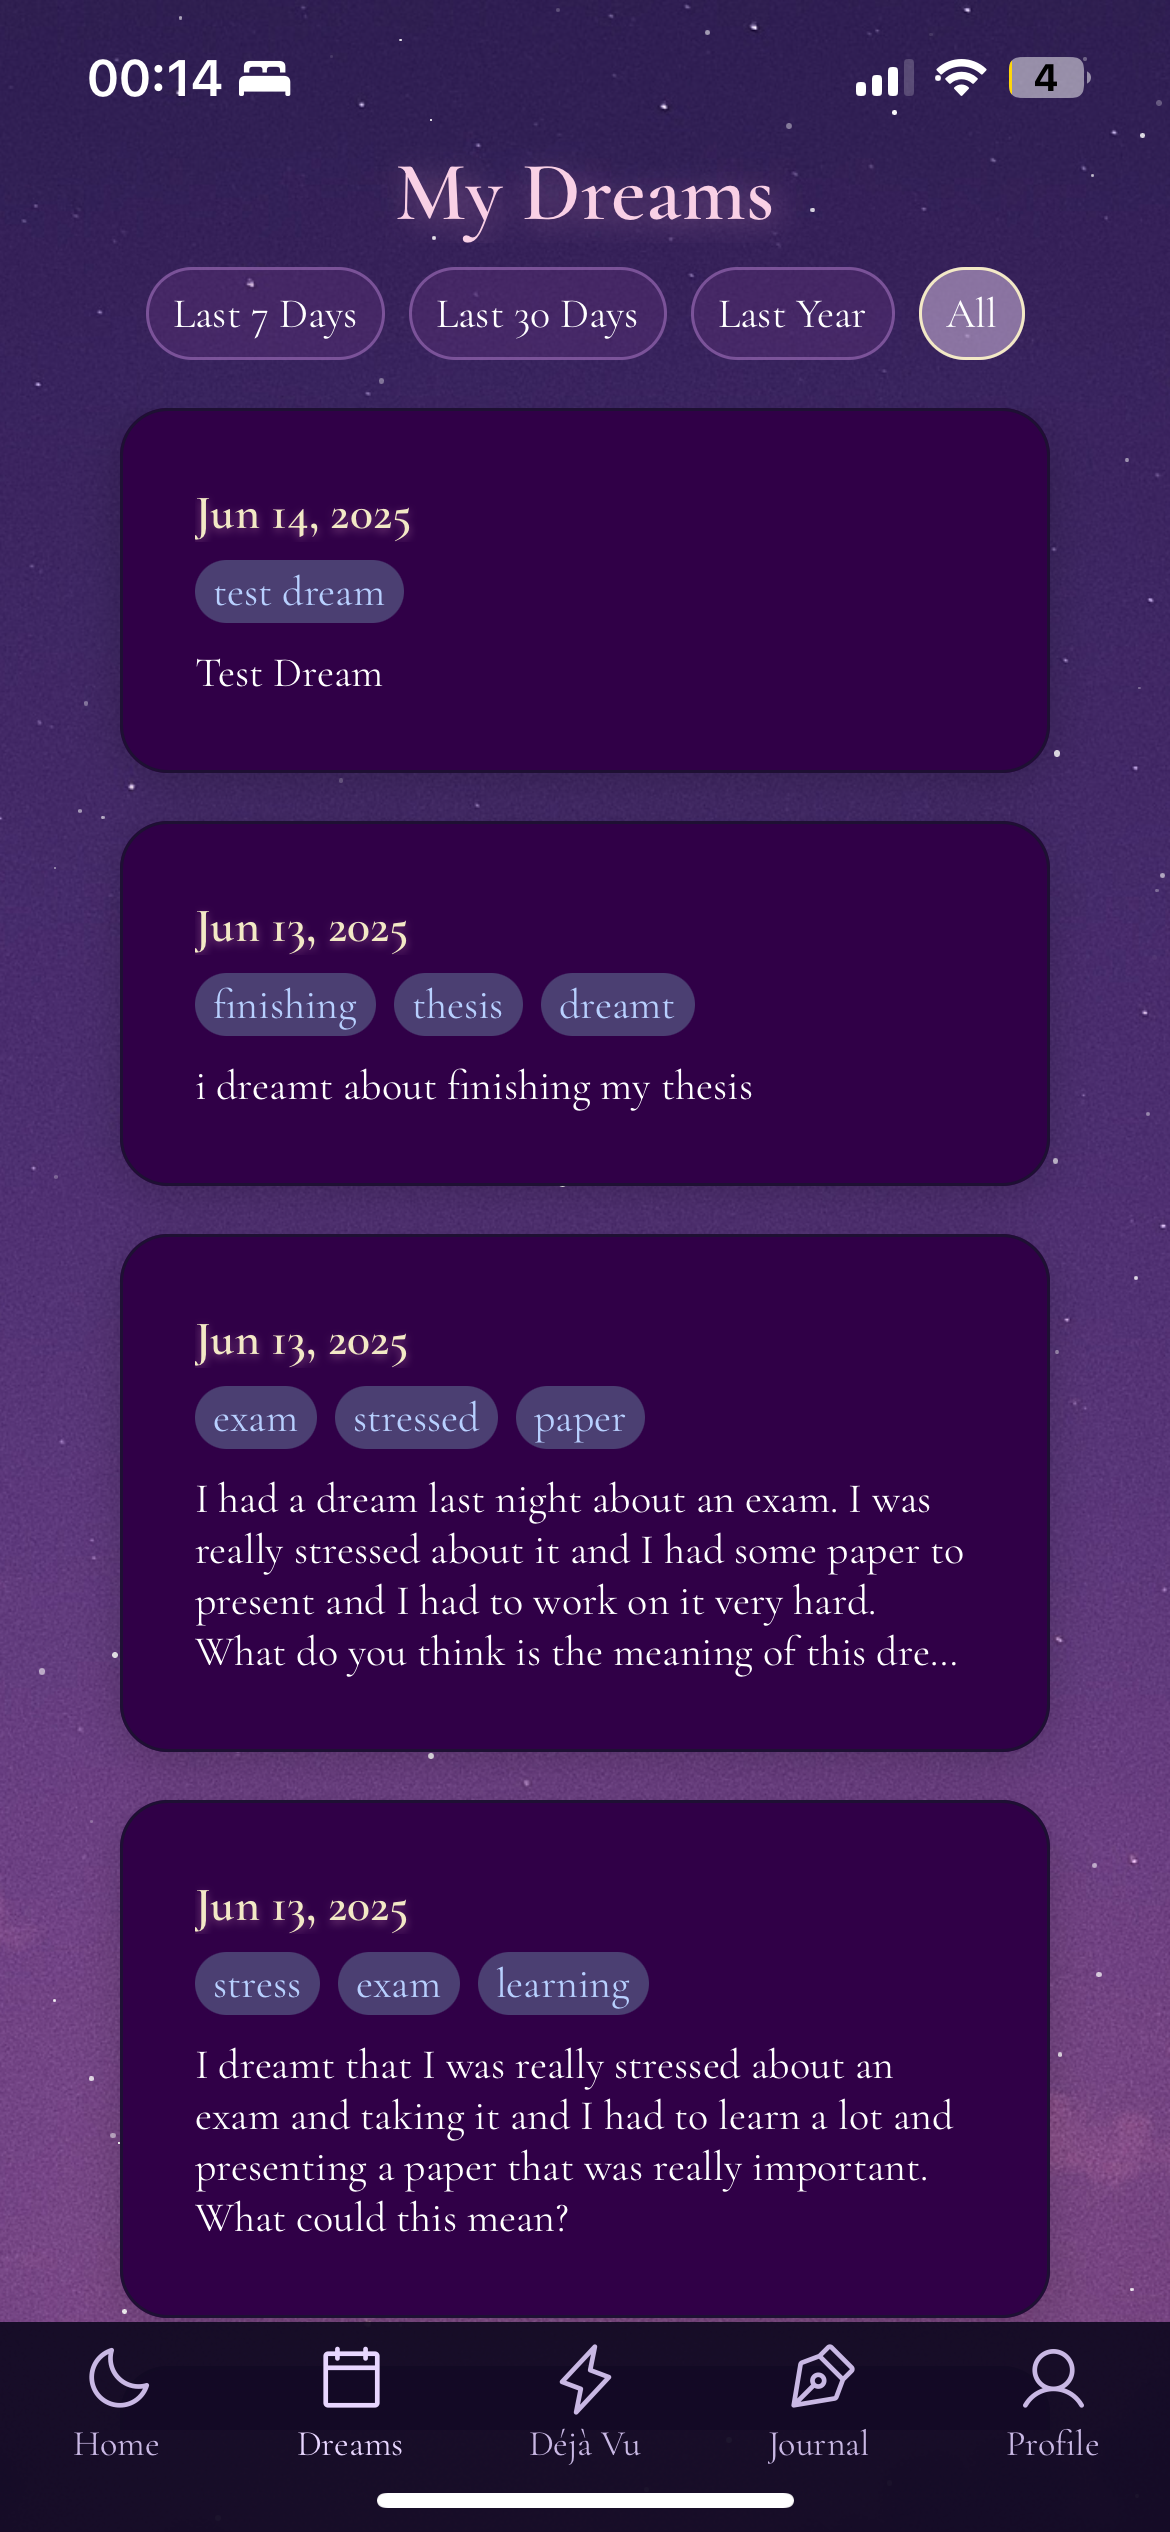 00:14
4
My Dreams
Last 7 Days Last 30 Days Last Year All
Jun 14, 2025
test dream
Test Dream
Jun 13, 2025
finishing thesis dreamt
i dreamt about finishing my thesis
Jun 13, 2025
exam stressed paper
I had a dream last night about an exam. I was
really stressed about it and I had some paper to
present and I had to work on it very hard.
What do you think is the meaning of this dre...
Jun 13, 2025
stress exam learning
I dreamt that I was really stressed about an
exam and taking it and I had to learn a lot and
presenting a paper that was really important.
What could this mean?
Home Dreams Déjà Vu Journal Profile